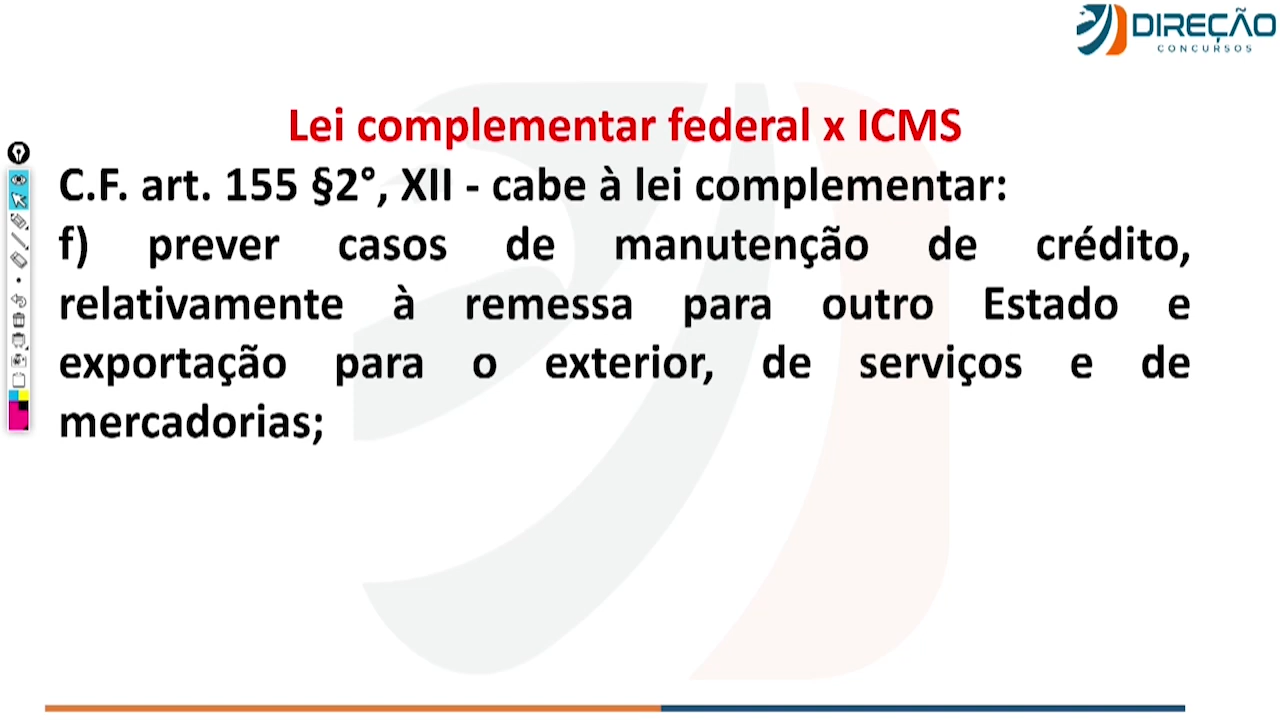 DIREÇÃO
CONCURSOS
Lei complementar federal x ICMS
C.F. art. 155 §2°, XII - cabe à lei complementar:
f) prever casos de manutenção de crédito,
relativamente à remessa para outro Estado e
exportação para o exterior, de serviços e de
mercadorias;